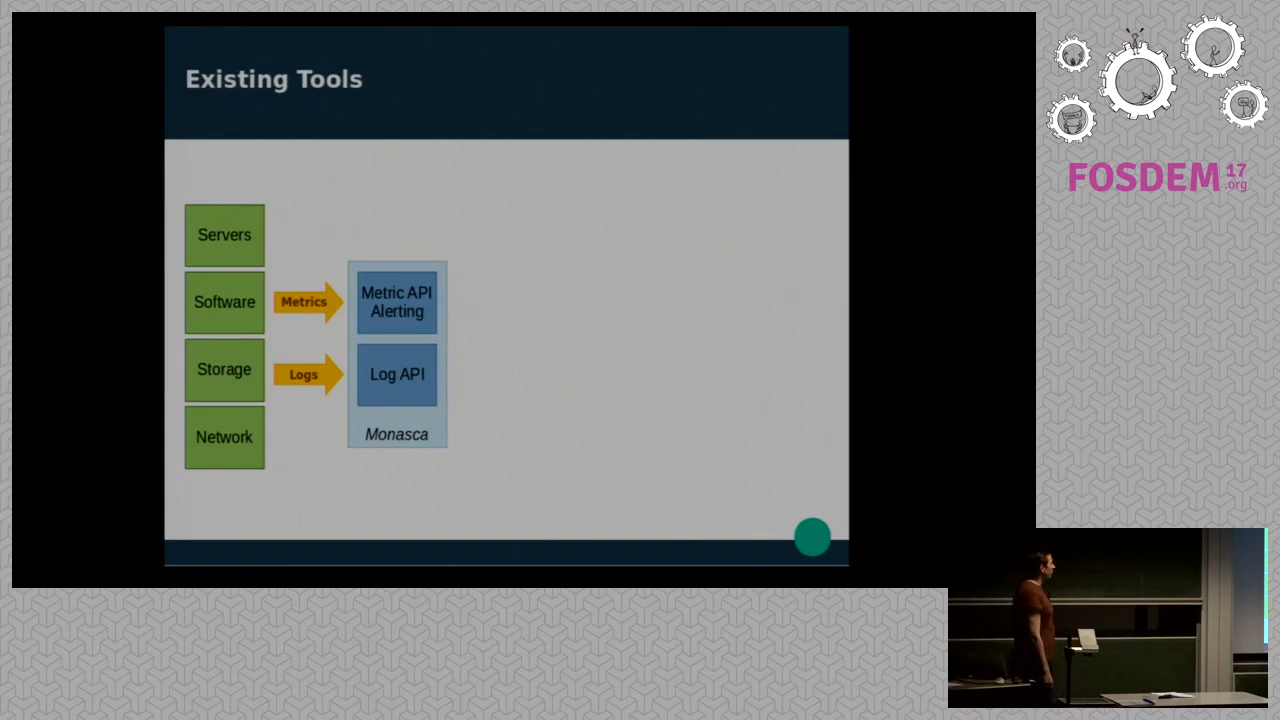 Existing Tools
Servers
Software
Storage
Network
Metrics
Logs
Metric API
Alerting
Log API
Monasca
FOSDEM 17
.org